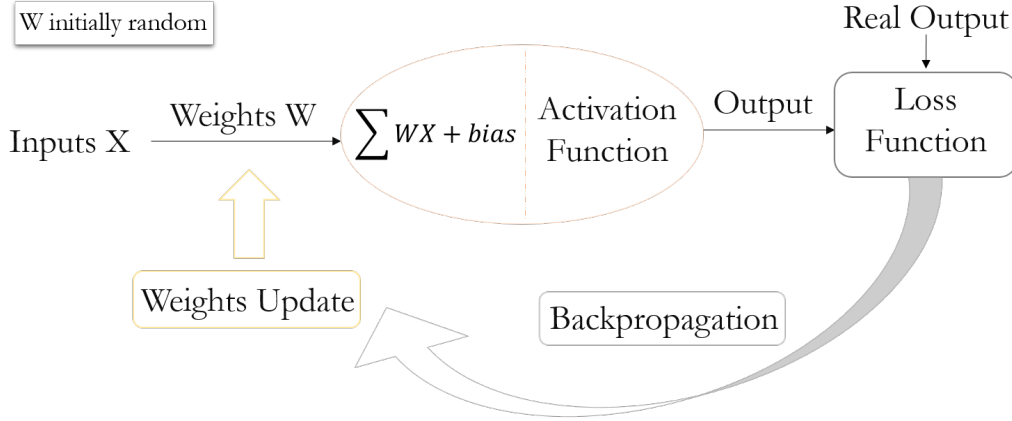 W initially random
Real Output
Inputs X
Weights W
∑ WX + bias
Activation
Function
Output
Loss
Function
Weights Update
Backpropagation